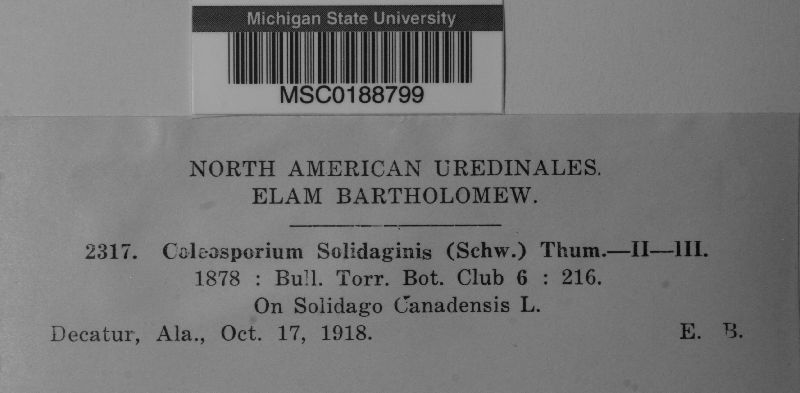 Michigan State University
MSC0188799
NORTH AMERICAN UREDINALES.
ELAM BARTHOLOMEW.
2317. Coleosporium Solidaginis (Schw.) Thum.—II—III.
1878 : Bull. Torr. Bot. Club 6 : 216.
On Solidago Canadensis L.
Decatur, Ala., Oct. 17, 1918. E. B.